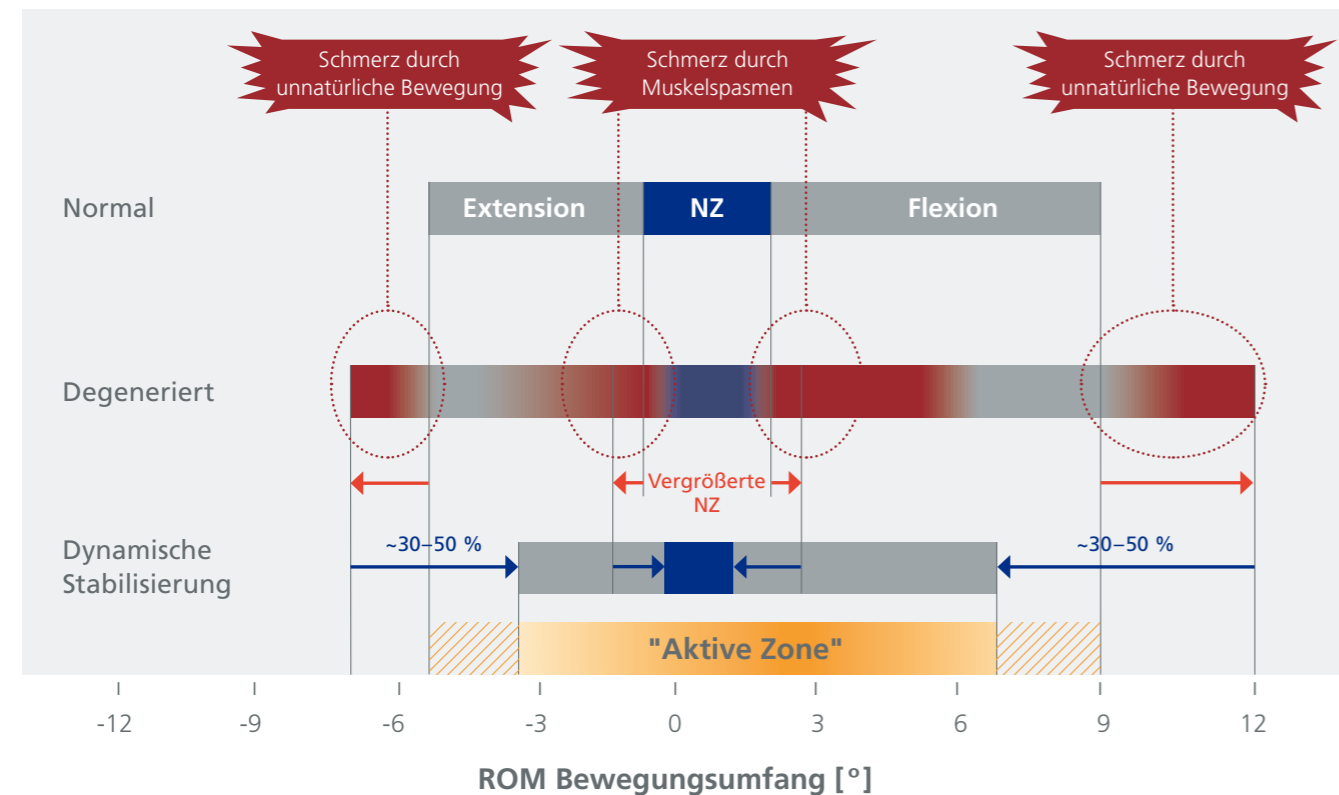 Schmerz durch
unnatürliche Bewegung
Schmerz durch
Muskelspasmen
Schmerz durch
unnatürliche Bewegung
Normal
Extension
NZ
Flexion
Degeneriert
Vergrößerte
NZ
Dynamische
Stabilisierung
~30–50 %
~30–50 %
"Aktive Zone"
-12 -9 -6 -3 0 3 6 9 12
ROM Bewegungsumfang [°]